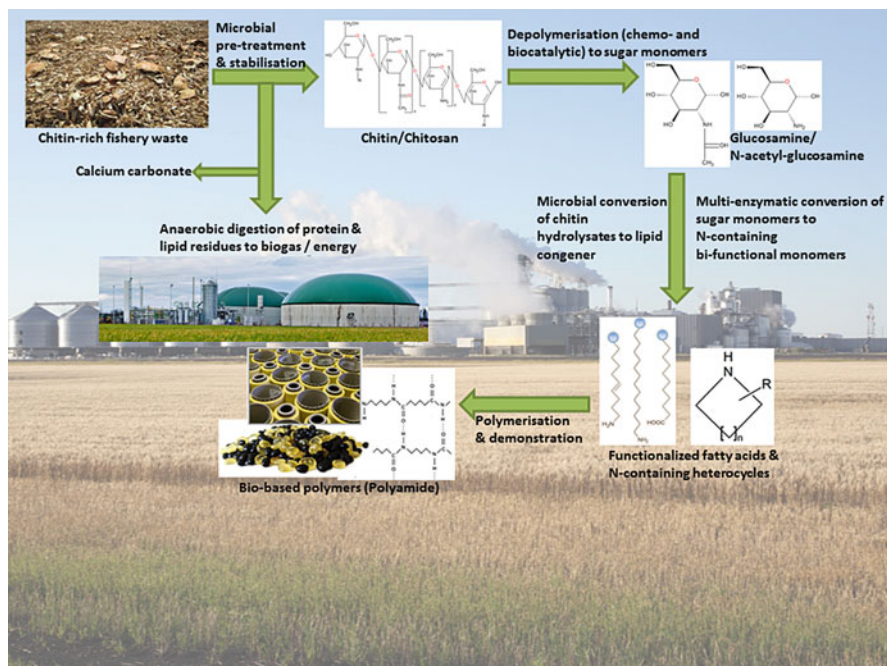 Microbial
pre-treatment
& stabilisation
Depolymerisation (chemo- and
biocatalytic) to sugar monomers
Chitin-rich fishery waste
Chitin/Chitosan
Glucosamine/
N-acetyl-glucosamine
Calcium carbonate
Anaerobic digestion of protein &
lipid residues to biogas / energy
Microbial conversion
of chitin
hydrolysates to lipid
congener
Multi-enzymatic conversion of
sugar monomers to
N-containing
bi-functional monomers
H
N
R
n
H₂N
NH₂
HOOC
Polymerisation
& demonstration
Functionalized fatty acids &
N-containing heterocycles
Bio-based polymers (Polyamide)